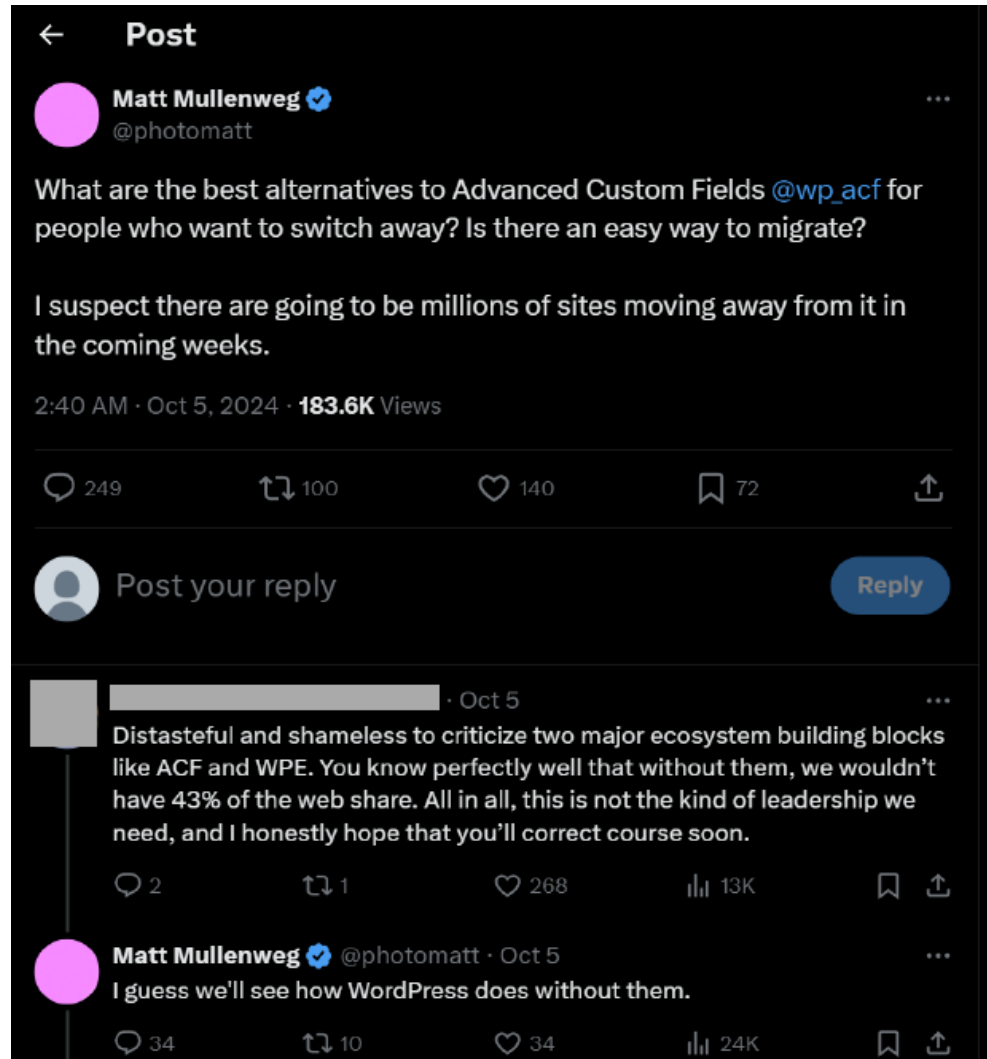 Post
Matt Mullenweg
@photomatt
What are the best alternatives to Advanced Custom Fields @wp_acf for
people who want to switch away? Is there an easy way to migrate?
I suspect there are going to be millions of sites moving away from it in
the coming weeks.
2:40 AM · Oct 5, 2024 · 183.6K Views
249 100 140 72
Post your reply
Reply
· Oct 5
Distasteful and shameless to criticize two major ecosystem building blocks
like ACF and WPE. You know perfectly well that without them, we wouldn't
have 43% of the web share. All in all, this is not the kind of leadership we
need, and I honestly hope that you'll correct course soon.
2 1 268 13K
Matt Mullenweg @photomatt · Oct 5
I guess we'll see how WordPress does without them.
34 10 34 24K